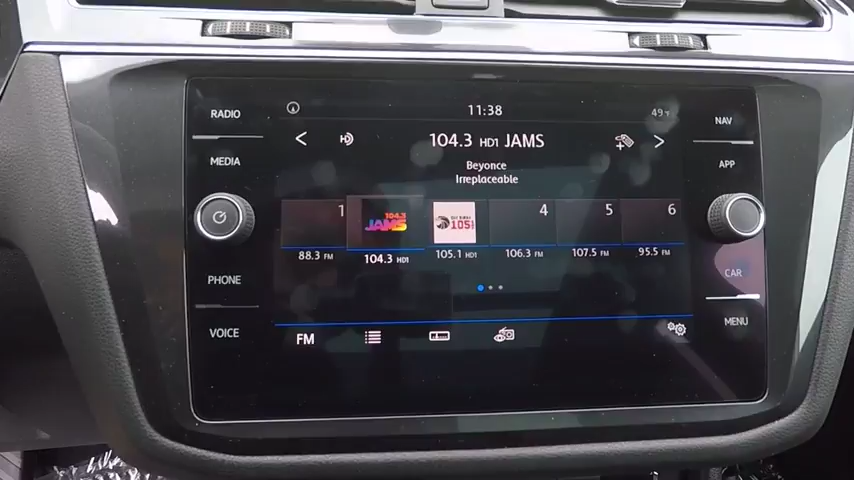 RADIO
MEDIA
PHONE
VOICE
11:38
49°F
104.3 HD1 JAMS
Beyonce
Irreplaceable
1
104.3
JAMS
105.1
4
5
6
88.3 FM
104.3 HD1
105.1 HD1
106.3 FM
107.5 FM
95.5 FM
FM
NAV
APP
CAR
MENU